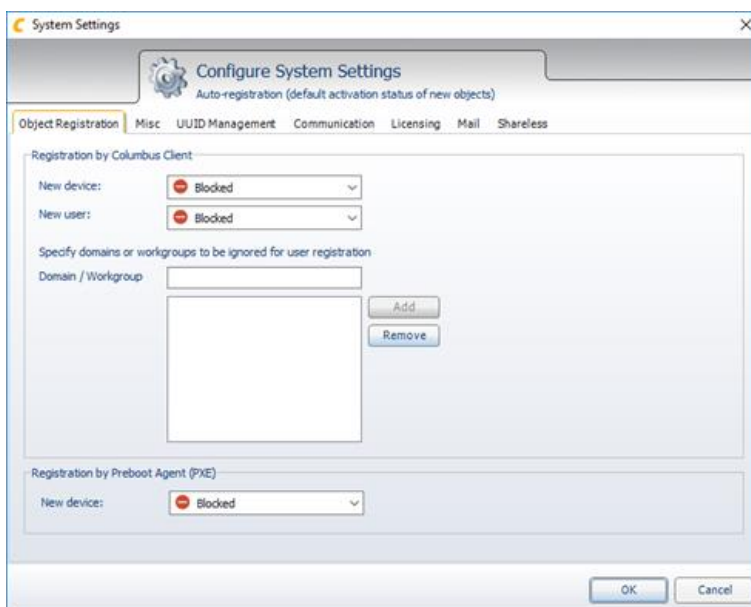 System Settings
Configure System Settings
Auto-registration (default activation status of new objects)
Object Registration Misc UUID Management Communication Licensing Mail Shareless
Registration by Columbus Client
New device: Blocked
New user: Blocked
Specify domains or workgroups to be ignored for user registration
Domain / Workgroup
Add
Remove
Registration by Preboot Agent (PXE)
New device: Blocked
OK Cancel